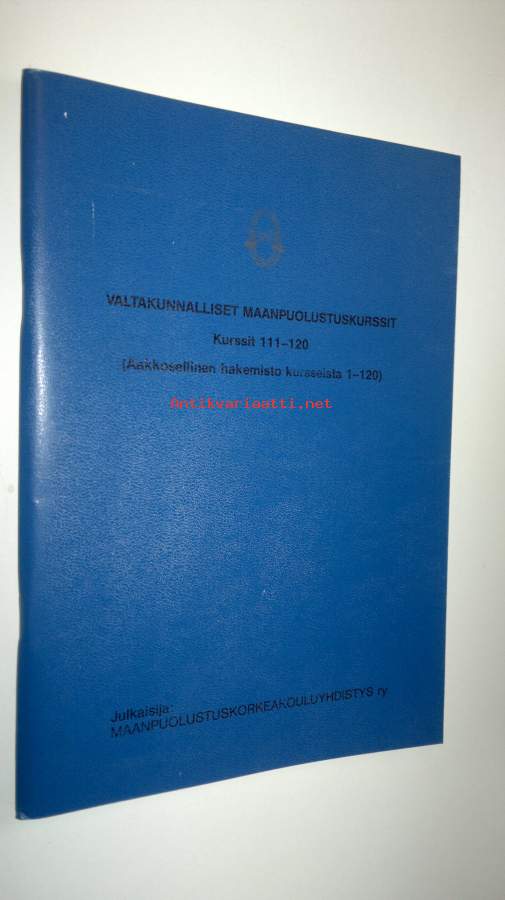 VALTAKUNNALLISET MAANPUOLUSTUSKURSSIT
Kurssit 111-120
(Aakkosellinen hakemisto kursseista 1-120)
Antikvariaatti.net
Julkaisija:
MAANPUOLUSTUSKORKEAKOULUYHDISTYS ry